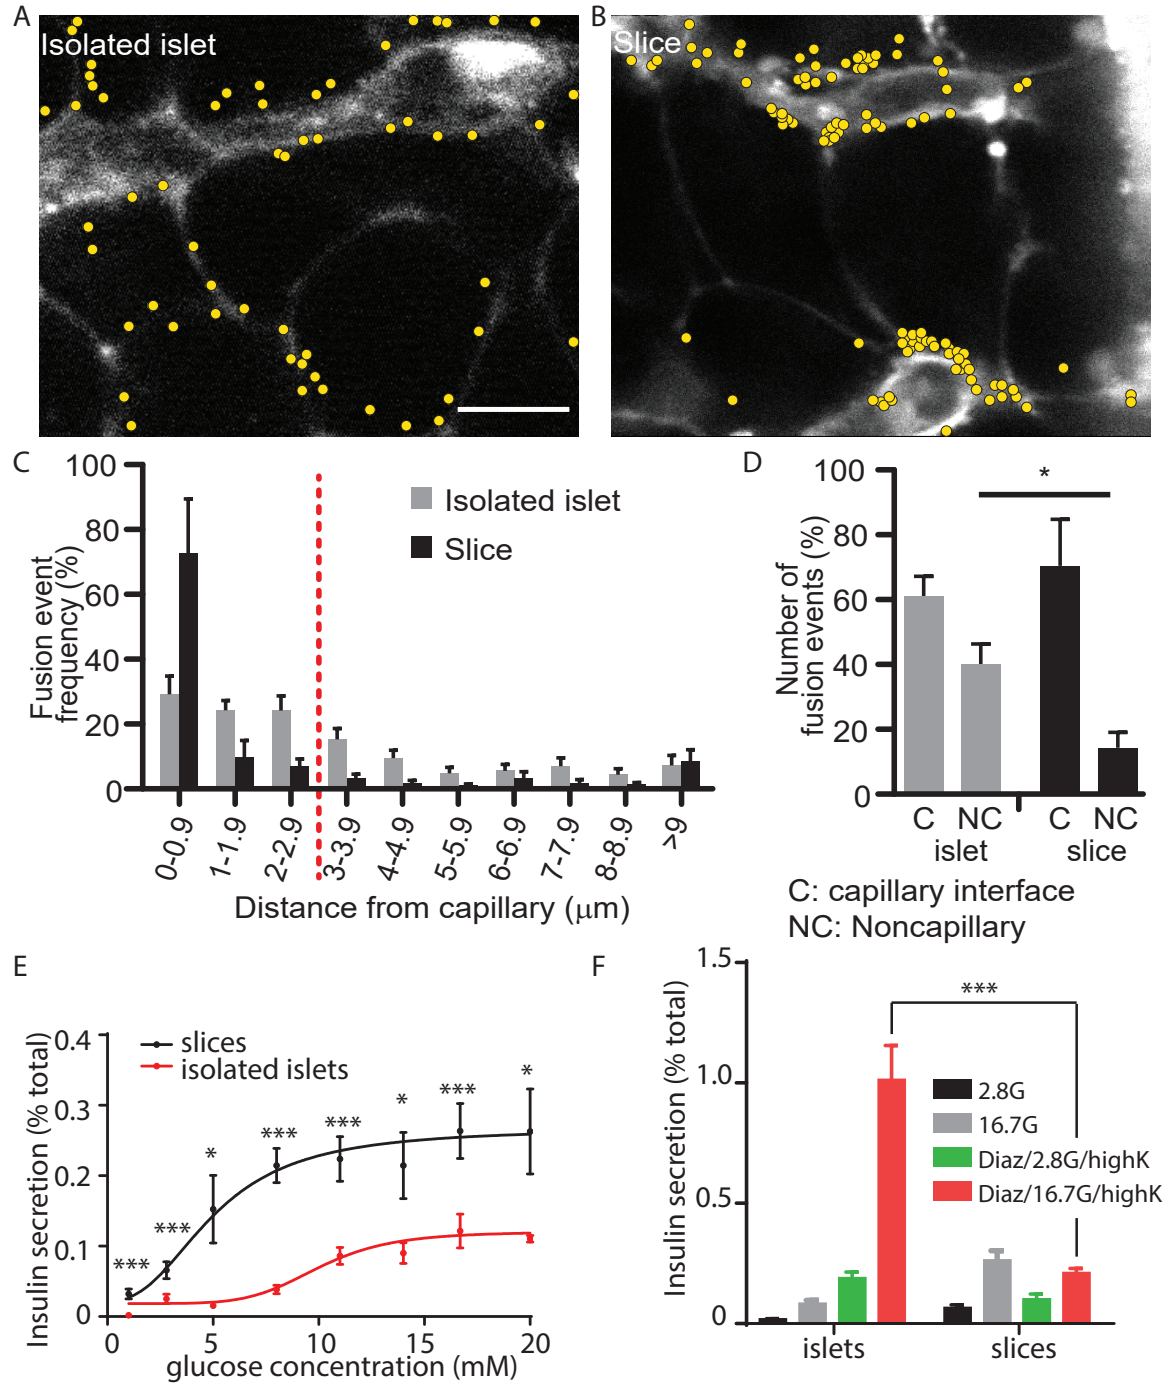 A
Isolated islet
B
Slice
C
Fusion event
frequency (%)
100
80
60
40
20
0
Isolated islet
Slice
0-0.9
1-1.9
2-2.9
3-3.9
4-4.9
5-5.9
6-6.9
7-7.9
8-8.9
>9
Distance from capillary (μm)
D
Number of
fusion events (%)
100
80
60
40
20
0
*
C NC C NC
islet slice
C: capillary interface
NC: Noncapillary
E
Insulin secretion (% total)
0.4
0.3
0.2
0.1
0
slices
isolated islets
*** *** * *** *** * *** *
0 5 10 15 20
glucose concentration (mM)
F
Insulin secretion (% total)
1.5
1.0
0.5
0
***
2.8G
16.7G
Diaz/2.8G/highK
Diaz/16.7G/highK
islets slices